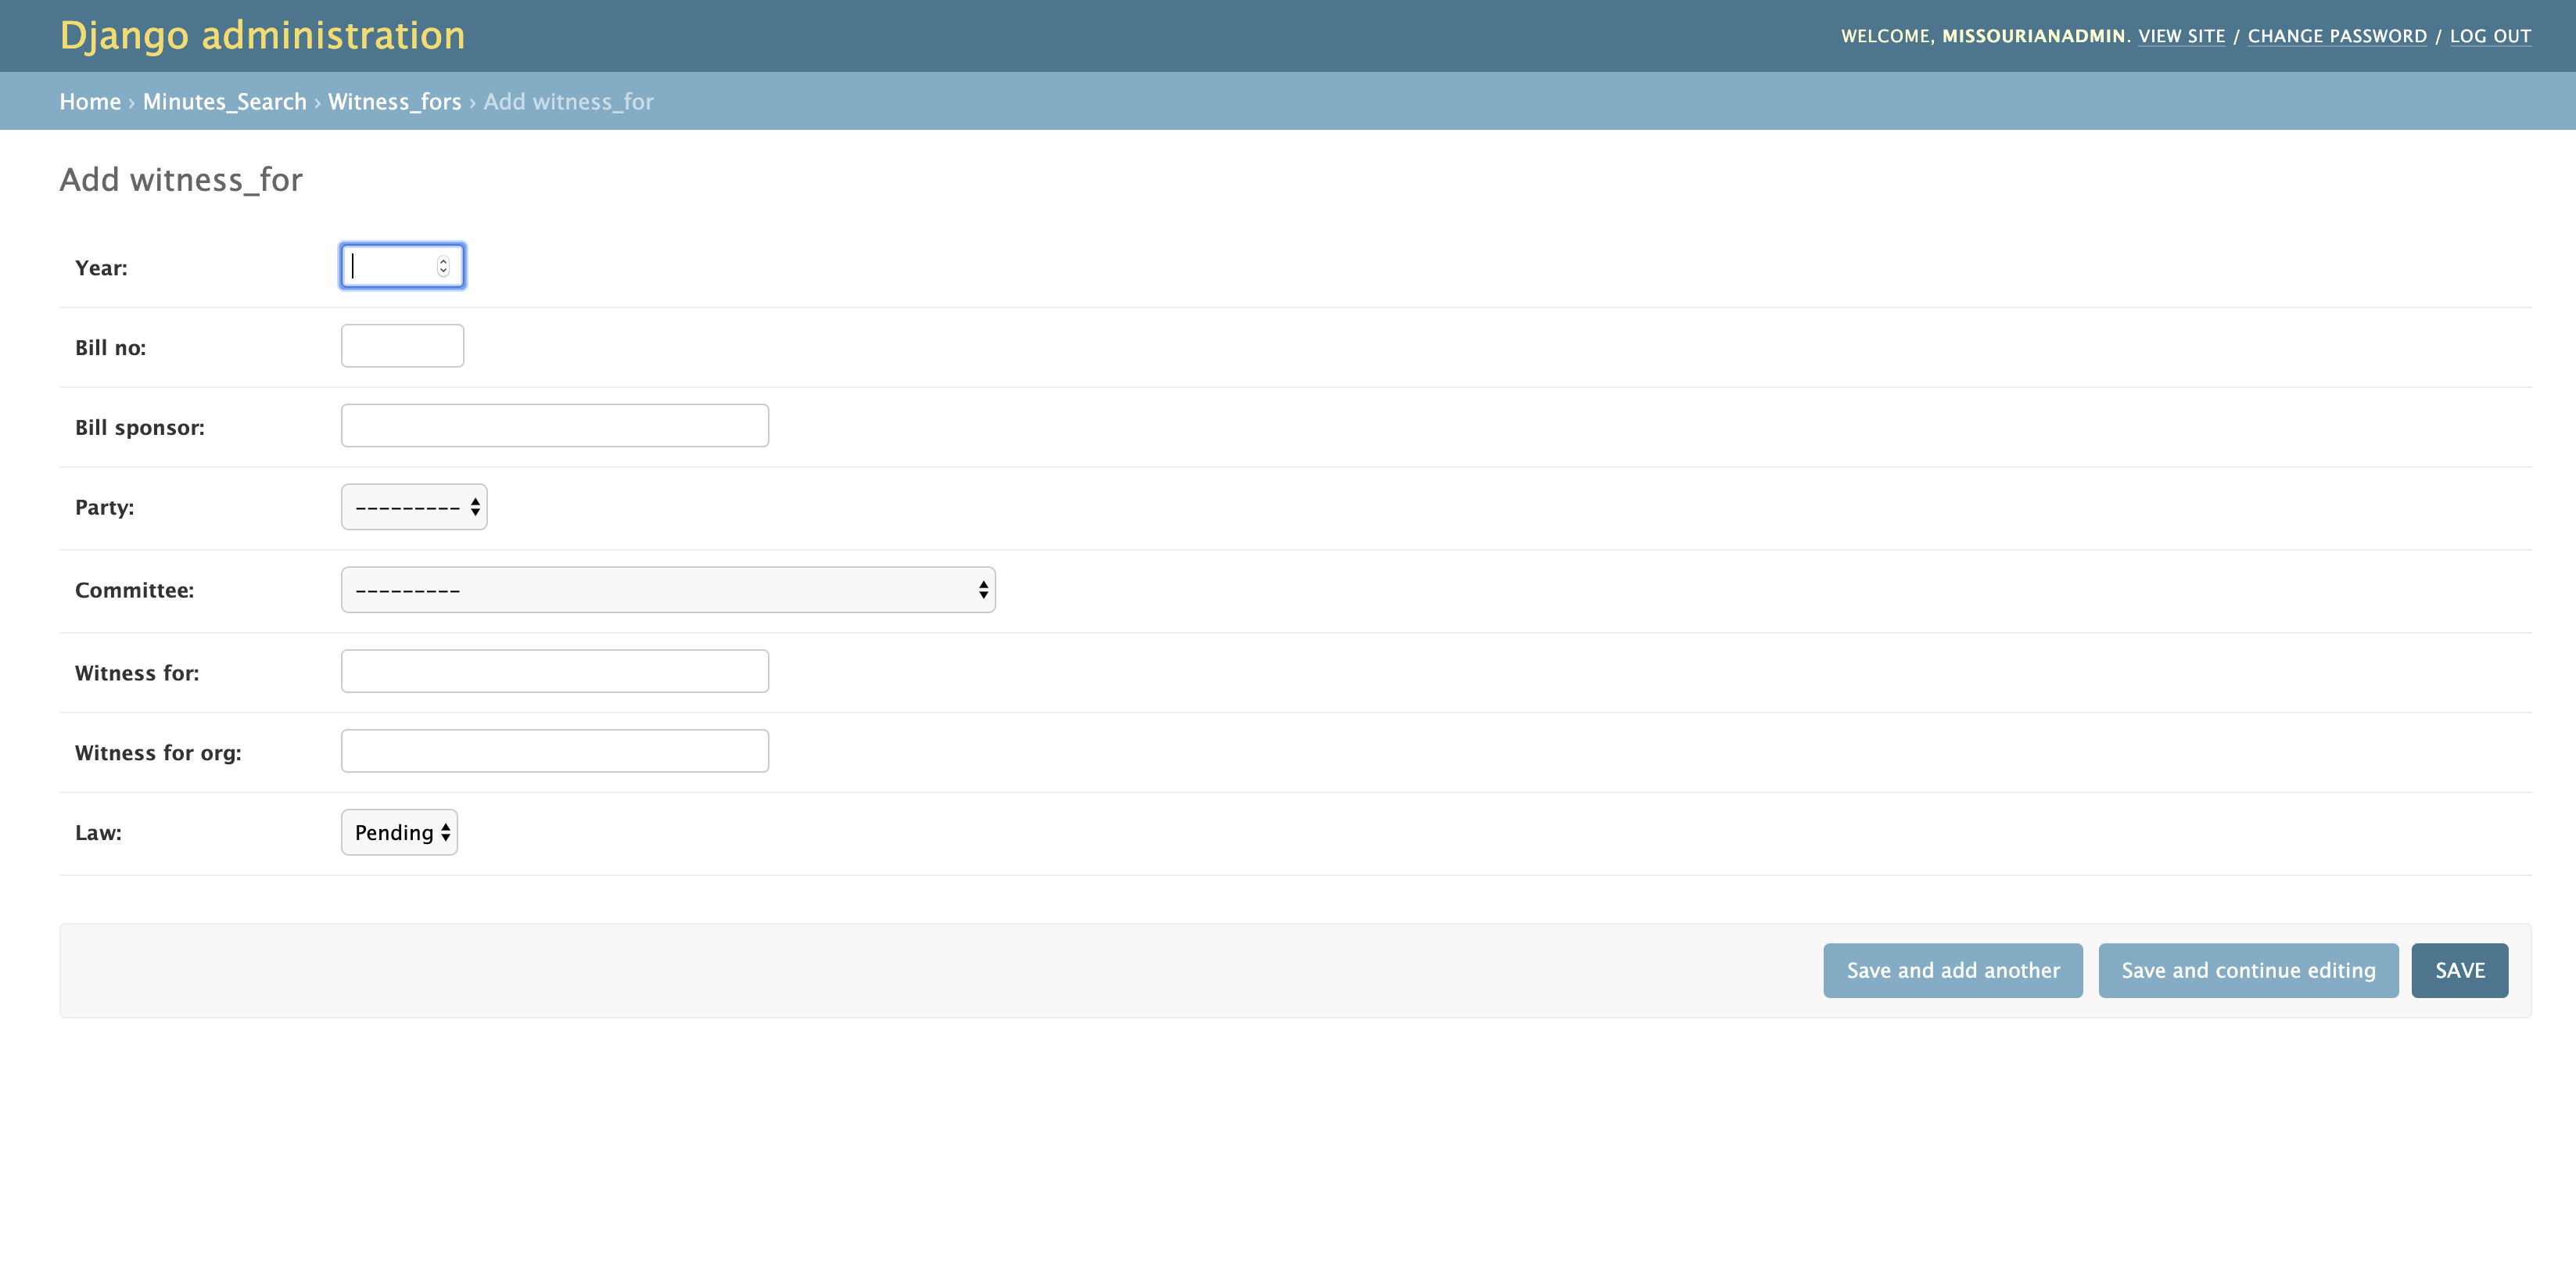 Django administration
WELCOME, MISSOURIANADMIN. VIEW SITE / CHANGE PASSWORD / LOG OUT
Home › Minutes_Search › Witness_fors › Add witness_for
Add witness_for
Year:
Bill no:
Bill sponsor:
Party: ---------
Committee: ---------
Witness for:
Witness for org:
Law: Pending
Save and add another Save and continue editing SAVE